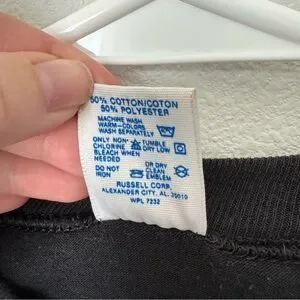 50% COTTON/COTON
50% POLYESTER
MACHINE WASH
WARM-COLORS
WASH SEPARATELY
ONLY NON- TUMBLE
CHLORINE DRY LOW
BLEACH WHEN
NEEDED
DO NOT OR DRY
IRON CLEAN
EMBLEM
RUSSELL CORP.
ALEXANDER CITY, AL. 35010
WPL 7232